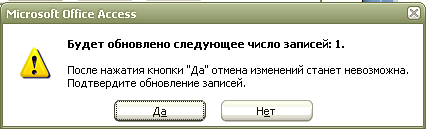 Microsoft Office Access
Будет обновлено следующее число записей: 1.
После нажатия кнопки "Да" отмена изменений станет невозможна.
Подтвердите обновление записей.
Да
Нет